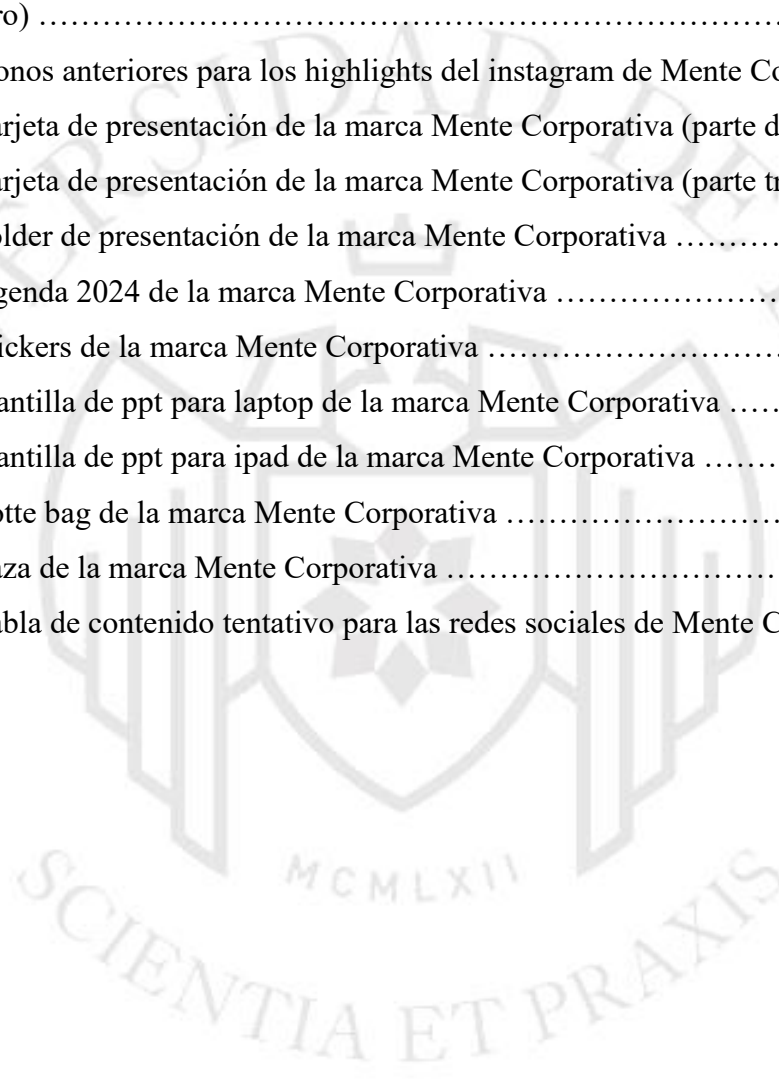 ro) ……………………………………………………………
onos anteriores para los highlights del instagram de Mente Co
arjeta de presentación de la marca Mente Corporativa (parte d
arjeta de presentación de la marca Mente Corporativa (parte tr
older de presentación de la marca Mente Corporativa …………
genda 2024 de la marca Mente Corporativa ……………………
ickers de la marca Mente Corporativa ……………………………
antilla de ppt para laptop de la marca Mente Corporativa ……
antilla de ppt para ipad de la marca Mente Corporativa ………
otte bag de la marca Mente Corporativa …………………………
aza de la marca Mente Corporativa ………………………………
abla de contenido tentativo para las redes sociales de Mente C
ERSIDAD DE
MCMLXII
SCIENTIA ET PRAXIS